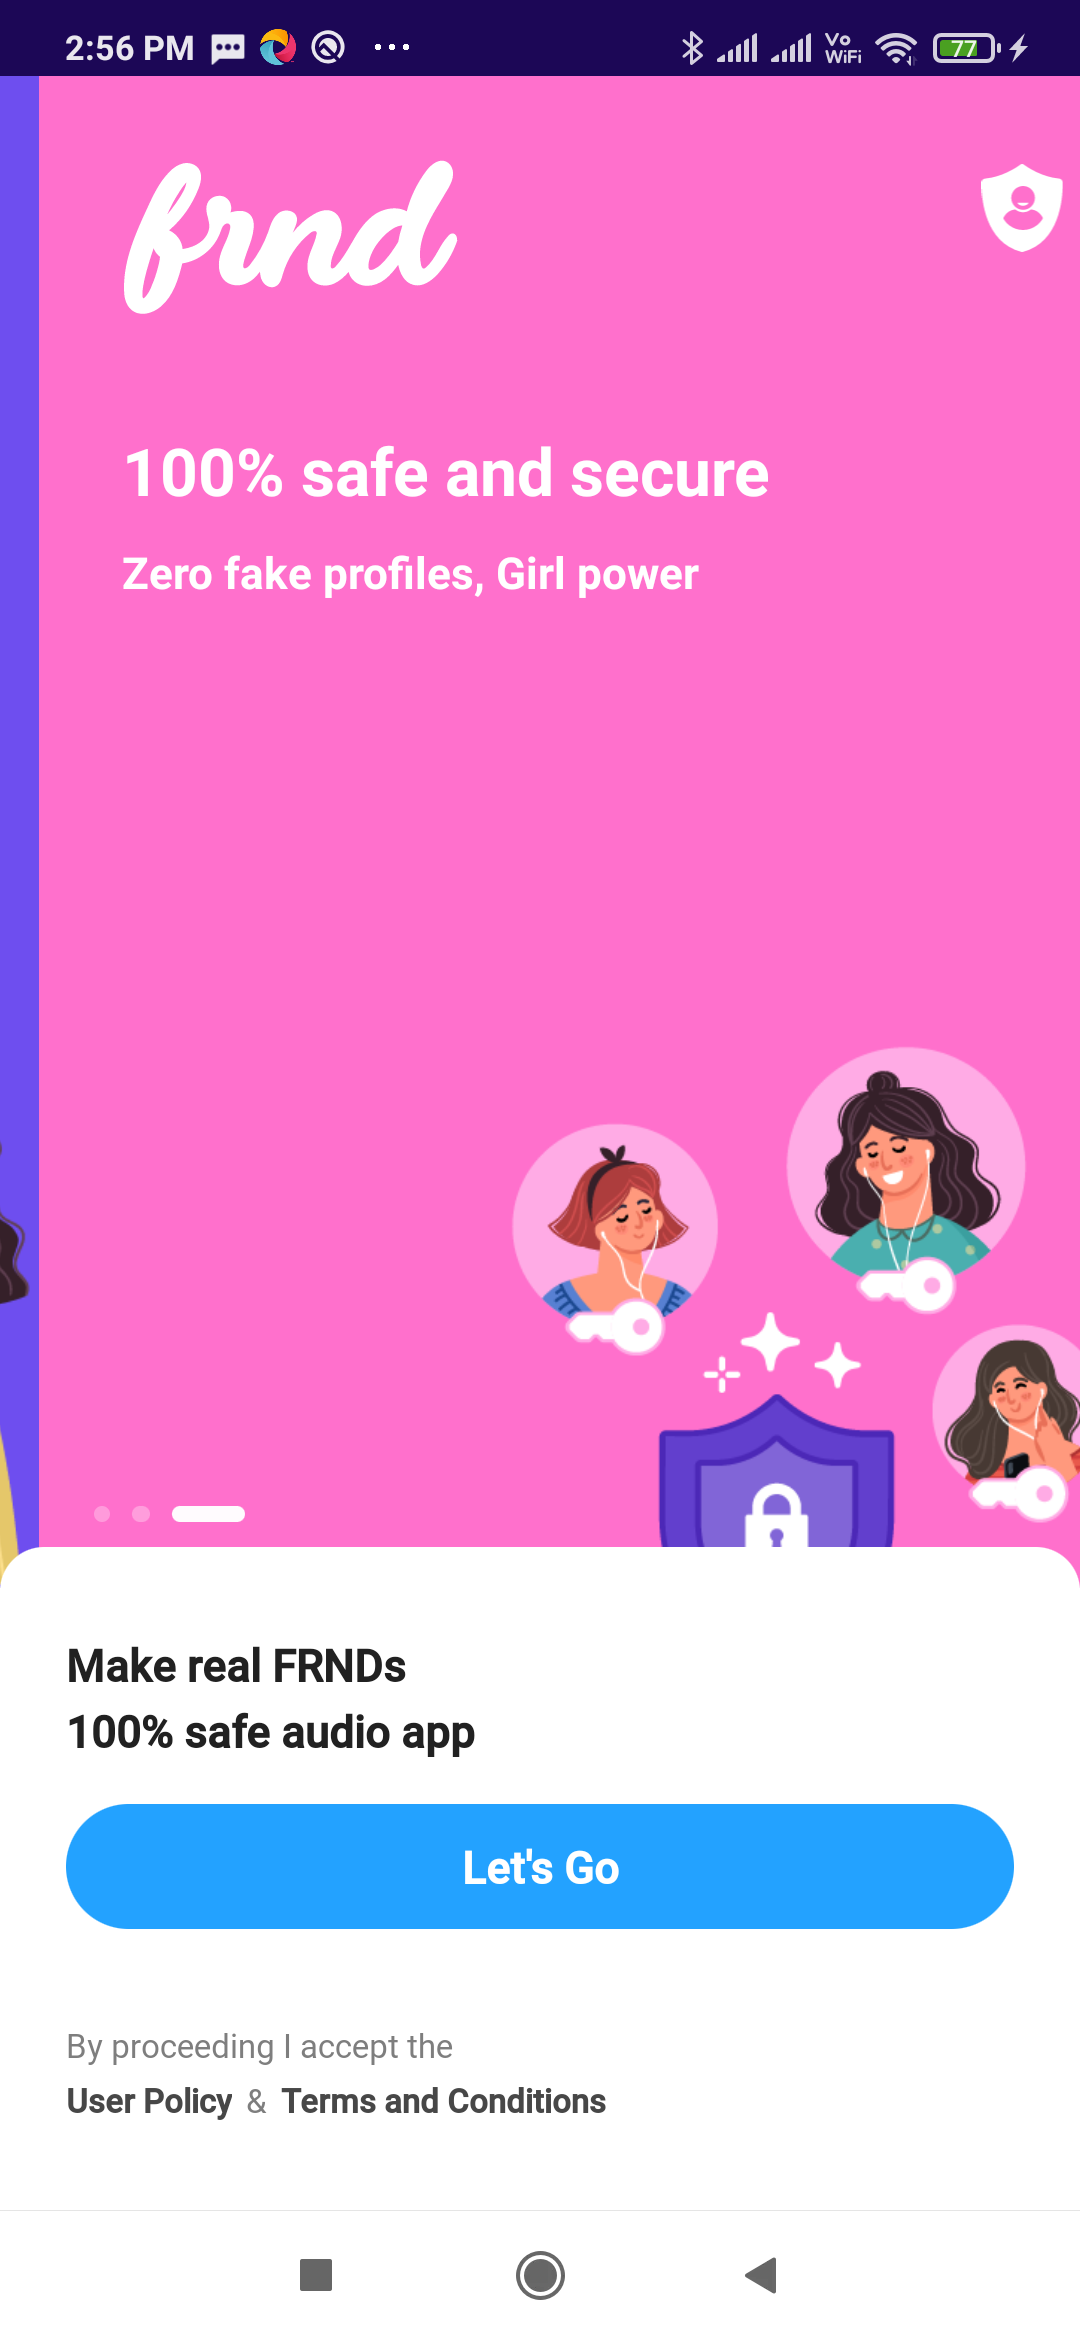 2:56 PM
Vo
WiFi
77
frnd
100% safe and secure
Zero fake profiles, Girl power
Make real FRNDs
100% safe audio app
Let's Go
By proceeding I accept the
User Policy & Terms and Conditions